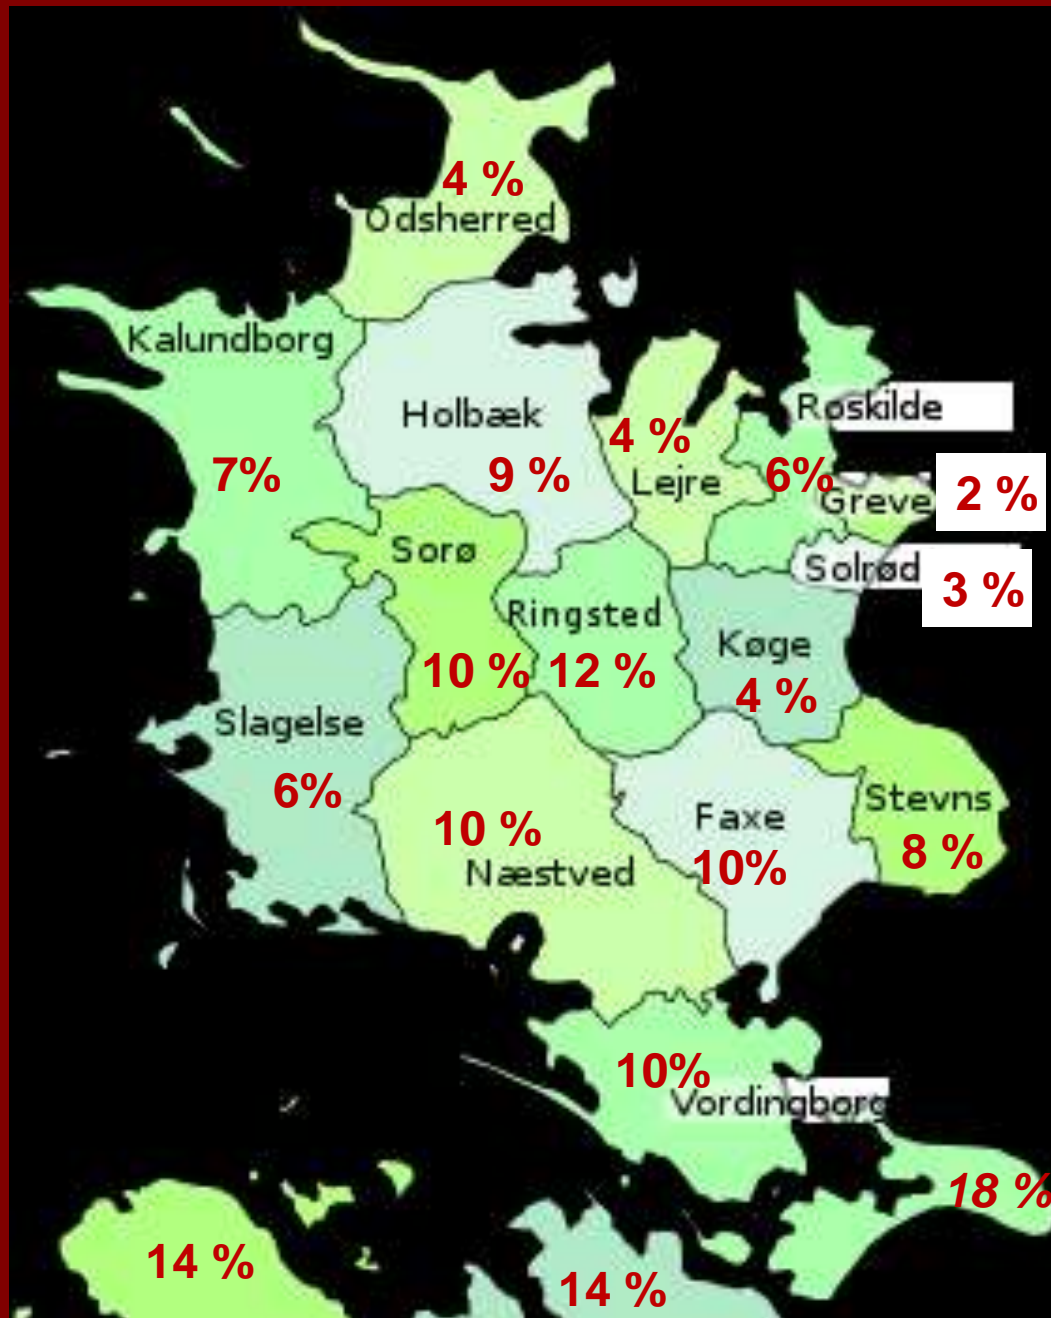 4 %
Odsherred
Kalundborg
7%
Holbæk
9 %
4 %
Lejre
Roskilde
6%
Greve
2 %
Solrød
3 %
Sorø
10 %
Ringsted
12 %
Køge
4 %
Slagelse
6%
10 %
Næstved
Faxe
10%
Stevns
8 %
10%
Vordingborg
18 %
14 %
14 %